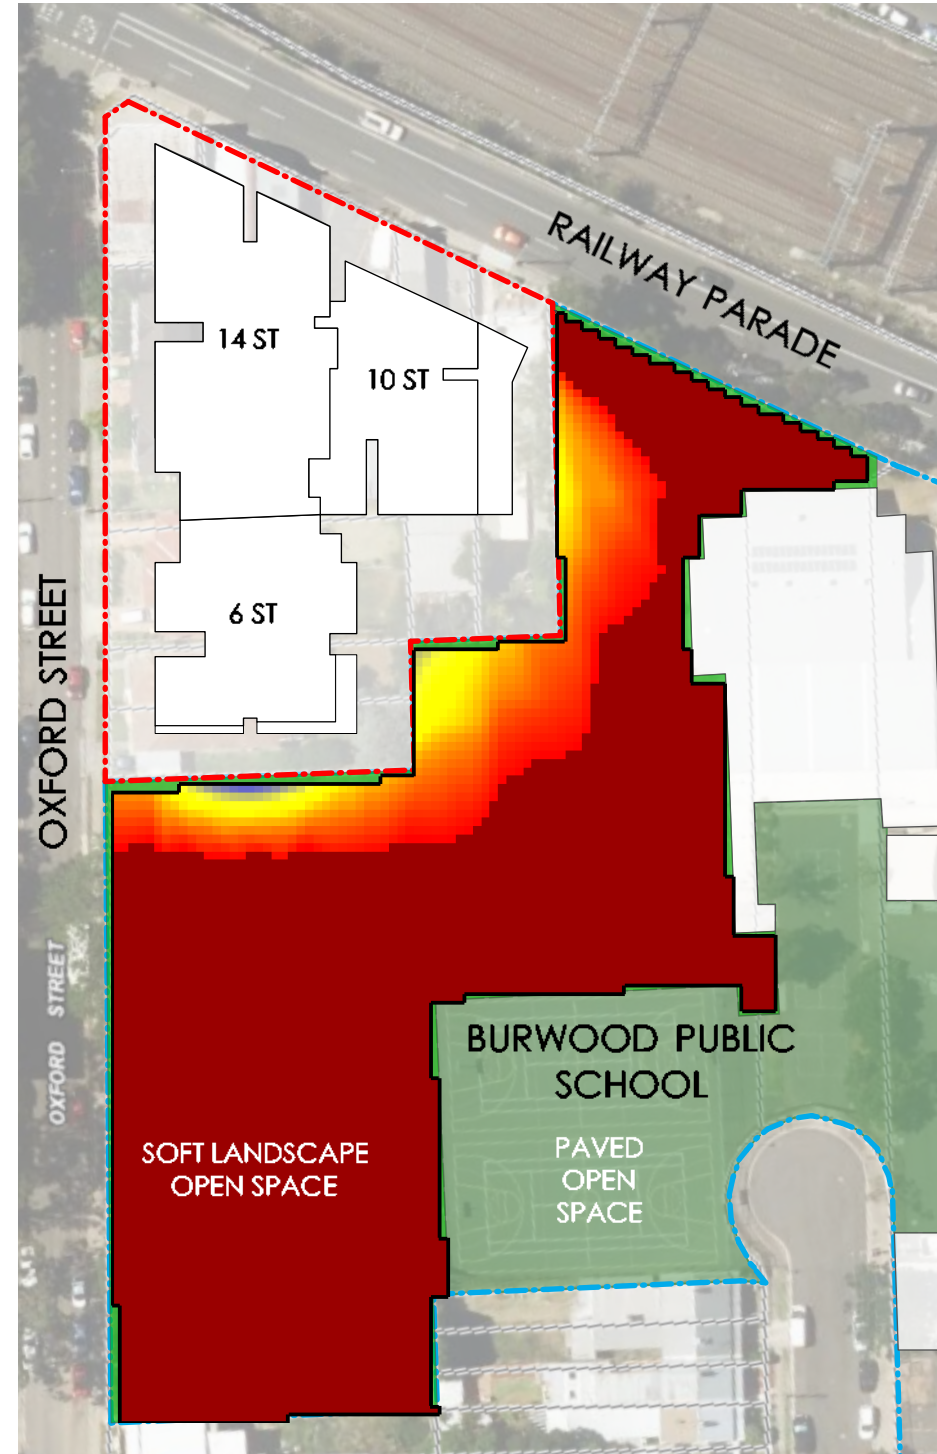 RAILWAY PARADE
14 ST
10 ST
6 ST
OXFORD STREET
OXFORD STREET
BURWOOD PUBLIC
SCHOOL
SOFT LANDSCAPE
OPEN SPACE
PAVED
OPEN
SPACE